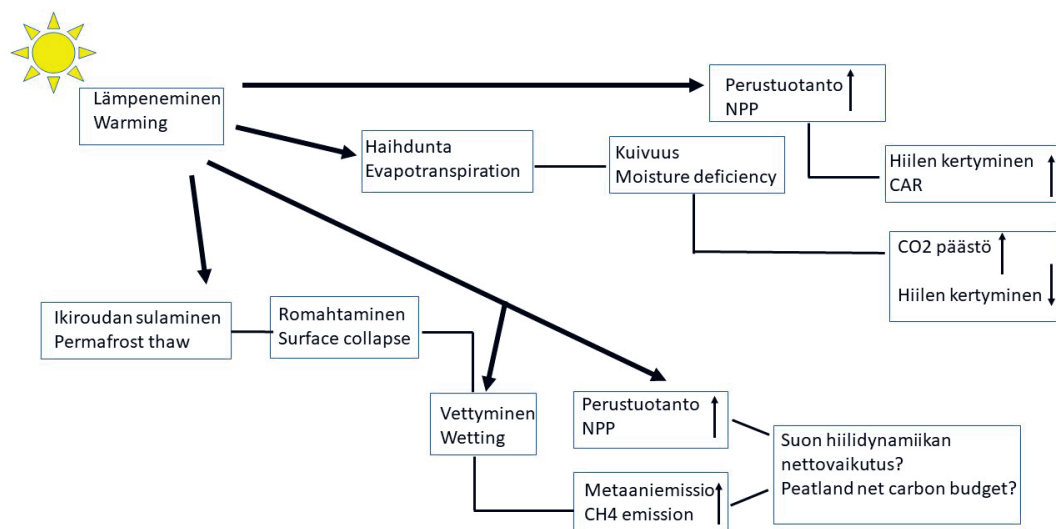 Lämpeneminen
Warming
Perustuotanto
NPP
Haihdunta
Evapotranspiration
Kuivuus
Moisture deficiency
Hiilen kertyminen
CAR
CO2 päästö
Hiilen kertyminen
Ikiroudan sulaminen
Permafrost thaw
Romahtaminen
Surface collapse
Vettyminen
Wetting
Perustuotanto
NPP
Metaaniemissio
CH4 emission
Suon hiilidynamiikan
nettovaikutus?
Peatland net carbon budget?